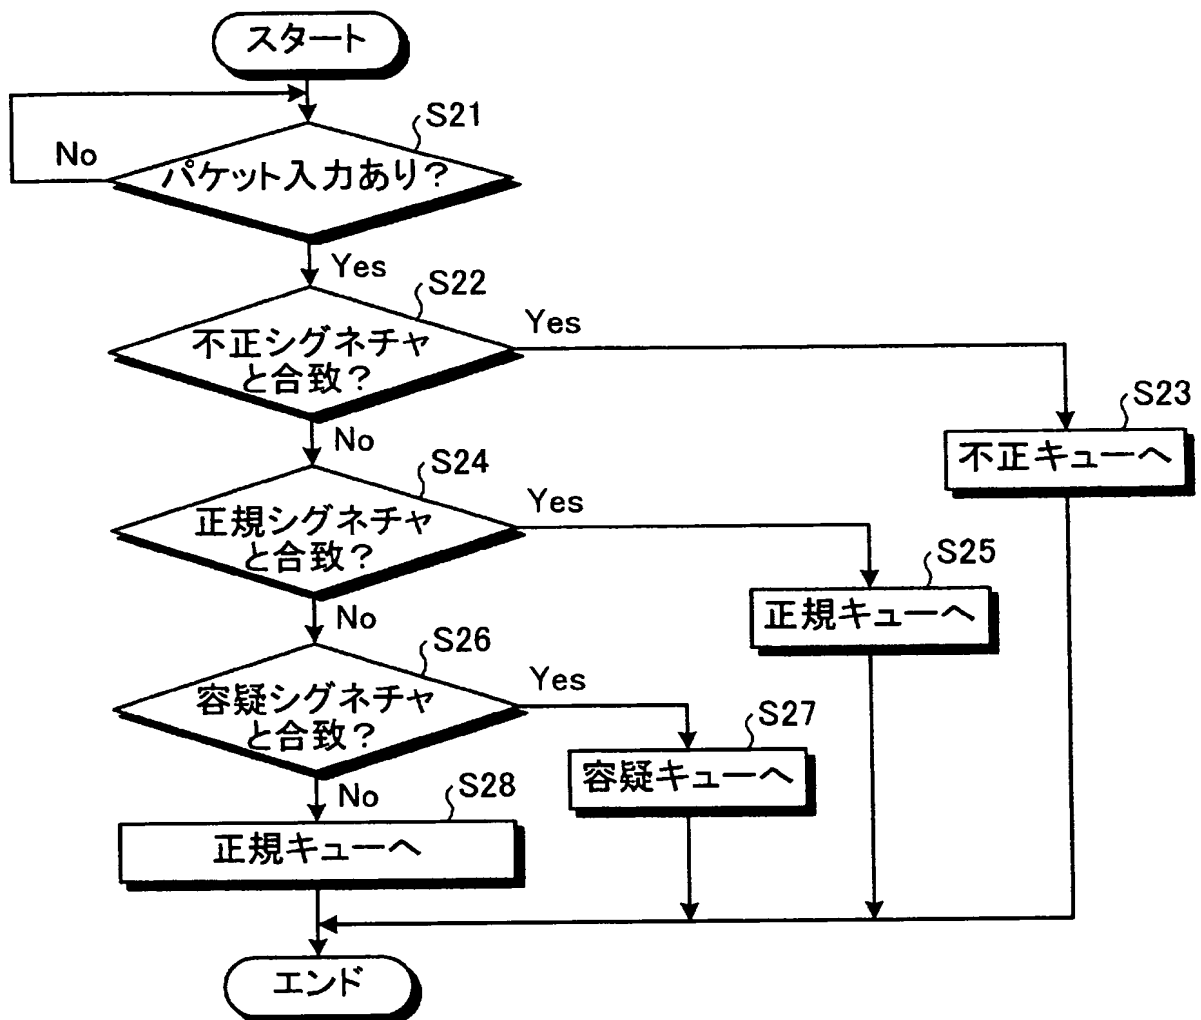 スタート
S21
No
パケット入力あり？
Yes
S22
不正シグネチャ
と合致？
Yes
S23
不正キューへ
No
S24
正規シグネチャ
と合致？
Yes
S25
正規キューへ
No
S26
容疑シグネチャ
と合致？
Yes
S27
容疑キューへ
No
S28
正規キューへ
エンド